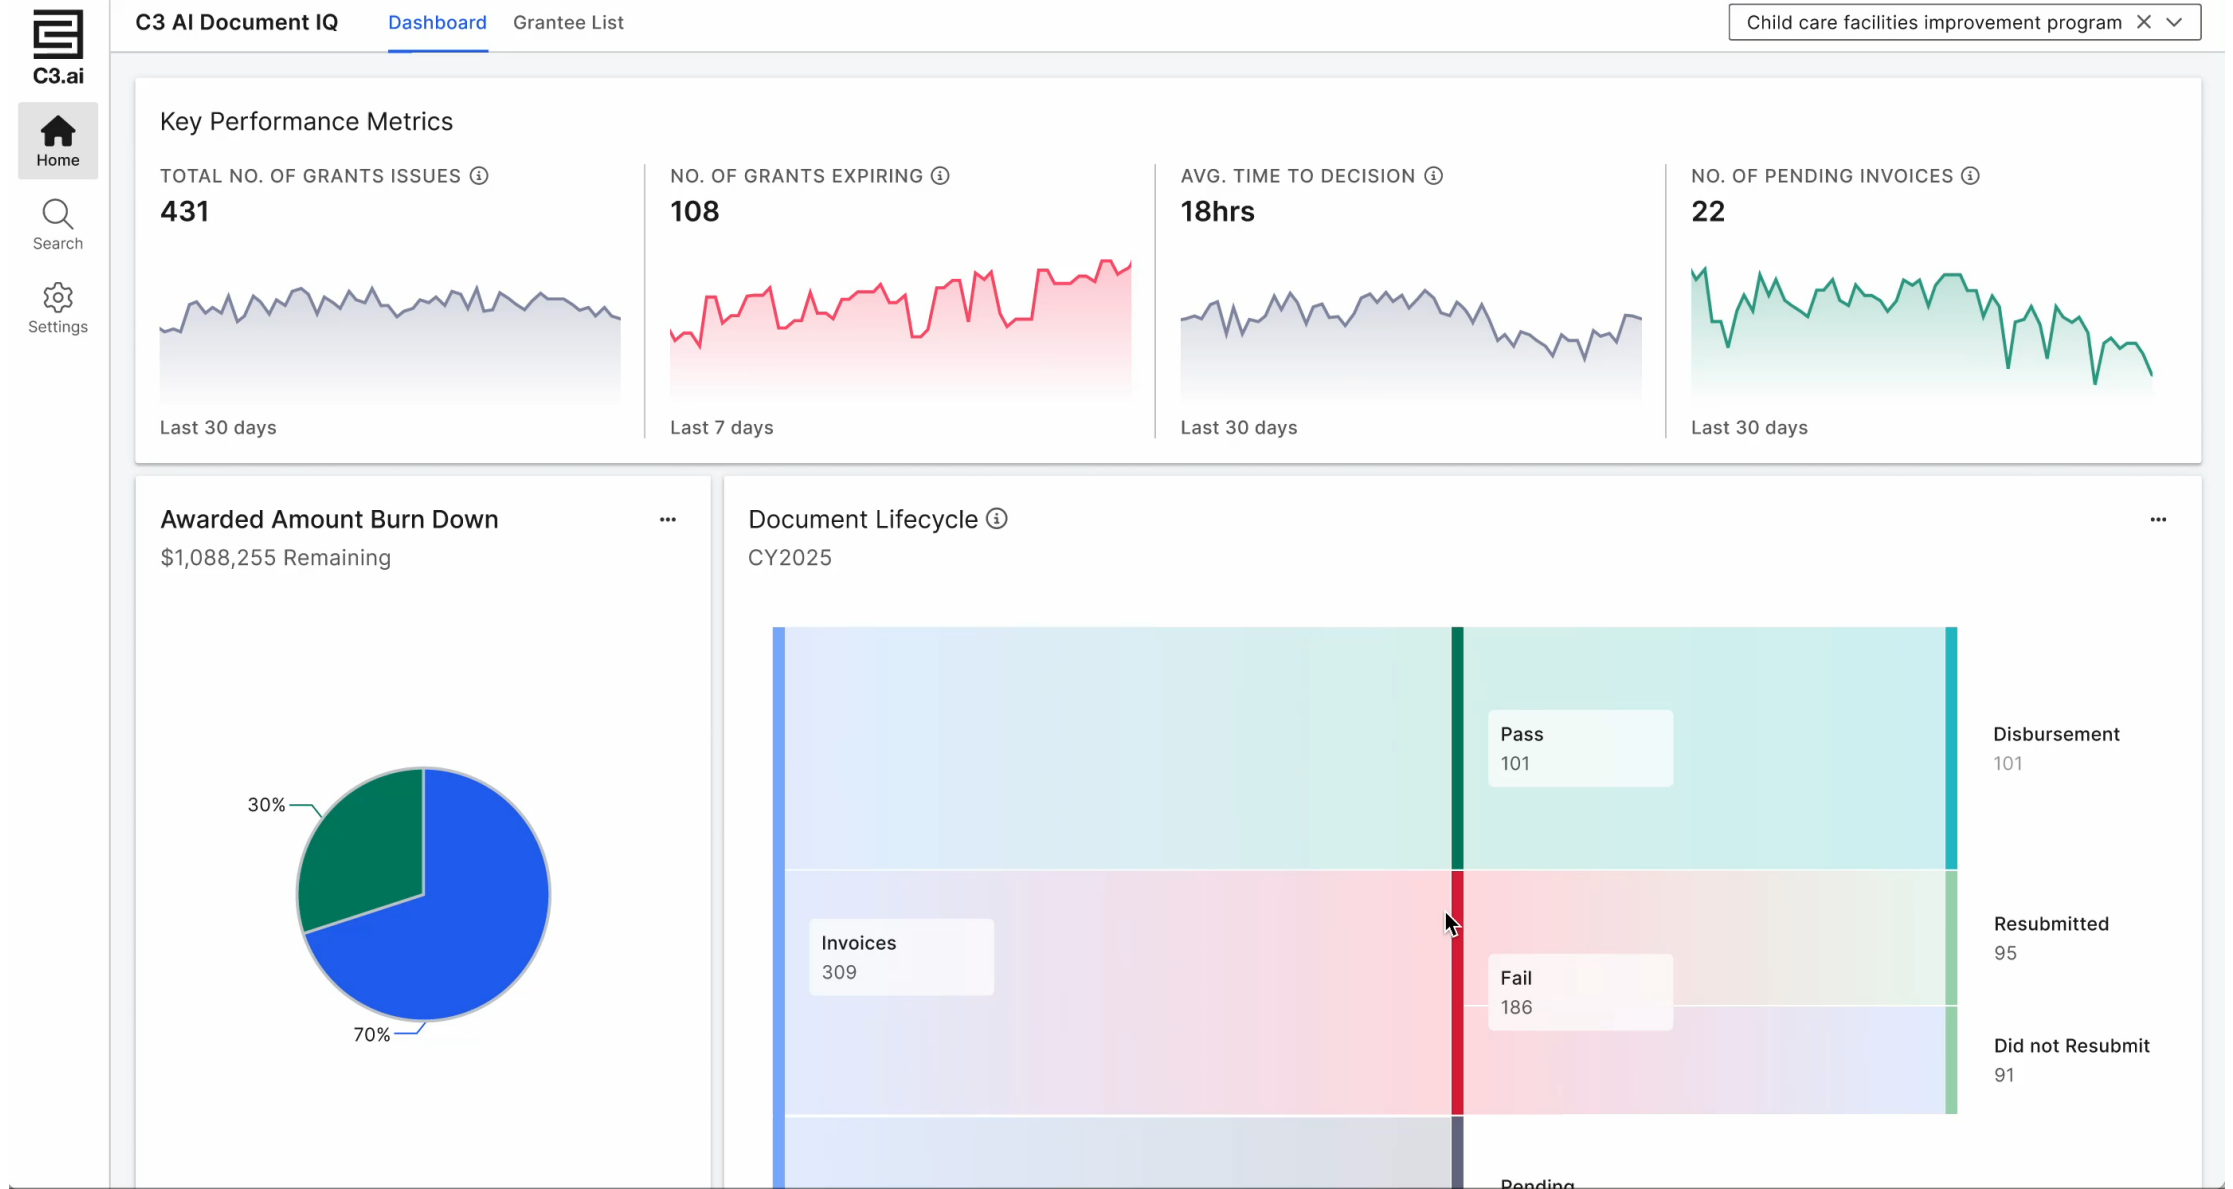 C3.ai
C3 AI Document IQ
Dashboard
Grantee List
Child care facilities improvement program
Home
Search
Settings
Key Performance Metrics
TOTAL NO. OF GRANTS ISSUES
431
Last 30 days
NO. OF GRANTS EXPIRING
108
Last 7 days
AVG. TIME TO DECISION
18hrs
Last 30 days
NO. OF PENDING INVOICES
22
Last 30 days
Awarded Amount Burn Down
$1,088,255 Remaining
30%
70%
Document Lifecycle
CY2025
Invoices
309
Pass
101
Fail
186
Pending
Disbursement
101
Resubmitted
95
Did not Resubmit
91